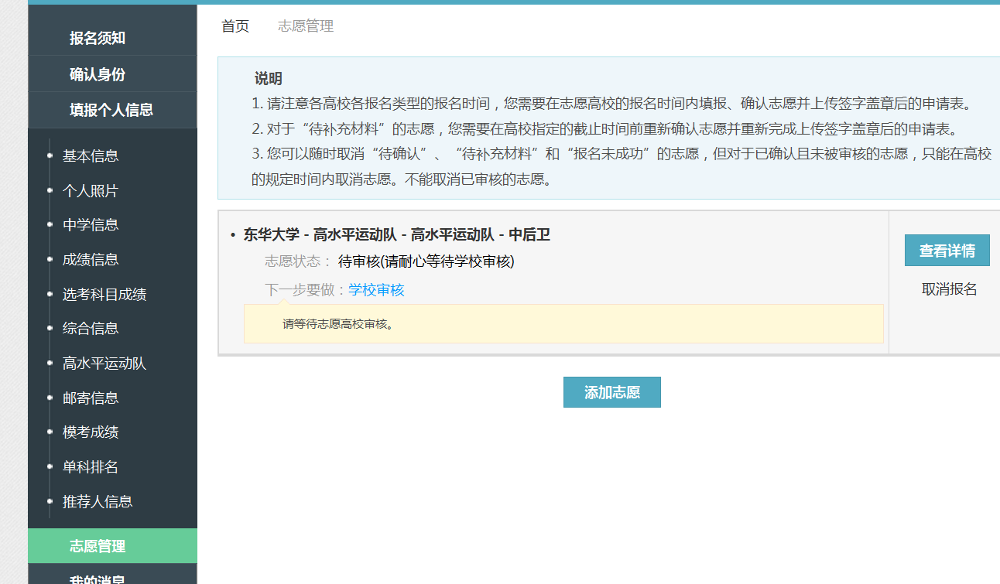 首页 志愿管理
报名须知
确认身份
填报个人信息
基本信息
个人照片
中学信息
成绩信息
选考科目成绩
综合信息
高水平运动队
邮寄信息
模考成绩
单科排名
推荐人信息
志愿管理
我的消息
说明
1. 请注意各高校各报名类型的报名时间，您需要在志愿高校的报名时间内填报、确认志愿并上传签字盖章后的申请表。
2. 对于“待补充材料”的志愿，您需要在高校指定的截止时间前重新确认志愿并重新完成上传签字盖章后的申请表。
3. 您可以随时取消“待确认”、“待补充材料”和“报名未成功”的志愿，但对于已确认且未被审核的志愿，只能在高校
的规定时间内取消志愿。不能取消已审核的志愿。
• 东华大学 - 高水平运动队 - 高水平运动队 - 中后卫
志愿状态： 待审核(请耐心等待学校审核)
下一步要做：学校审核
请等待志愿高校审核。
查看详情
取消报名
添加志愿